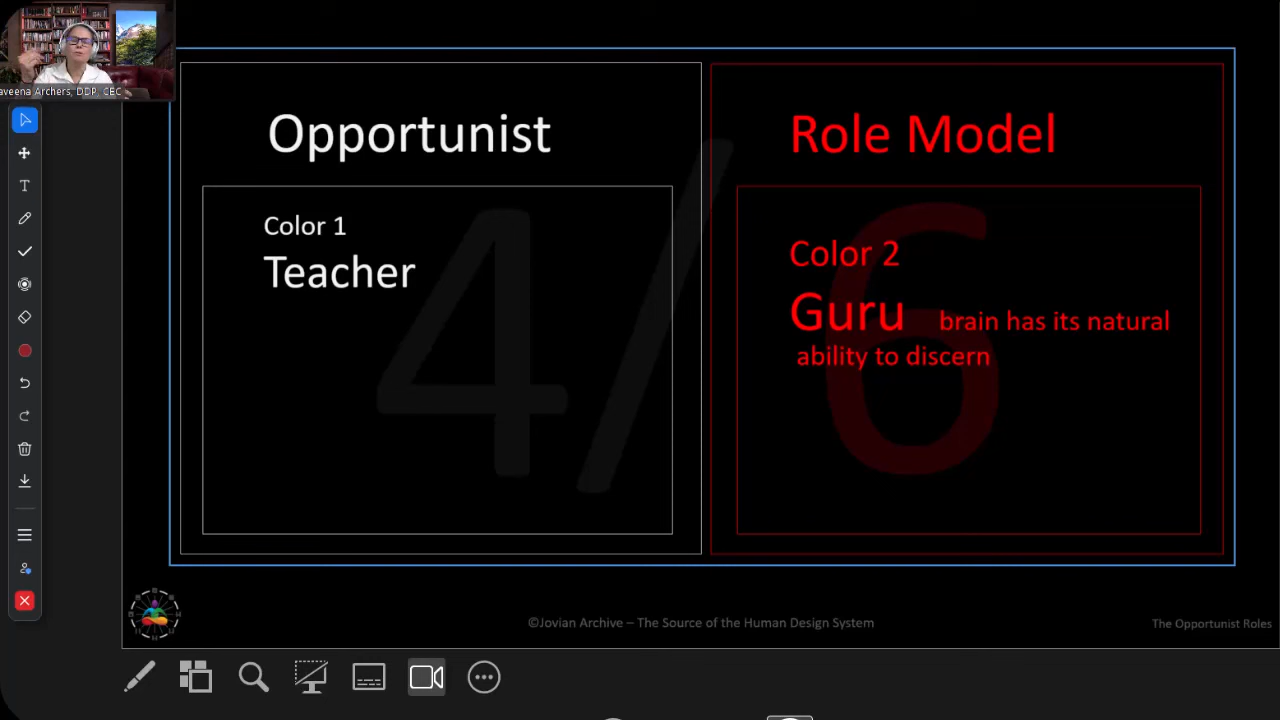 aveena Archers, DDP, CEC
Opportunist
Role Model
4/6
Color 1
Teacher
Color 2
Guru brain has its natural
ability to discern
©Jovian Archive – The Source of the Human Design System
The Opportunist Roles